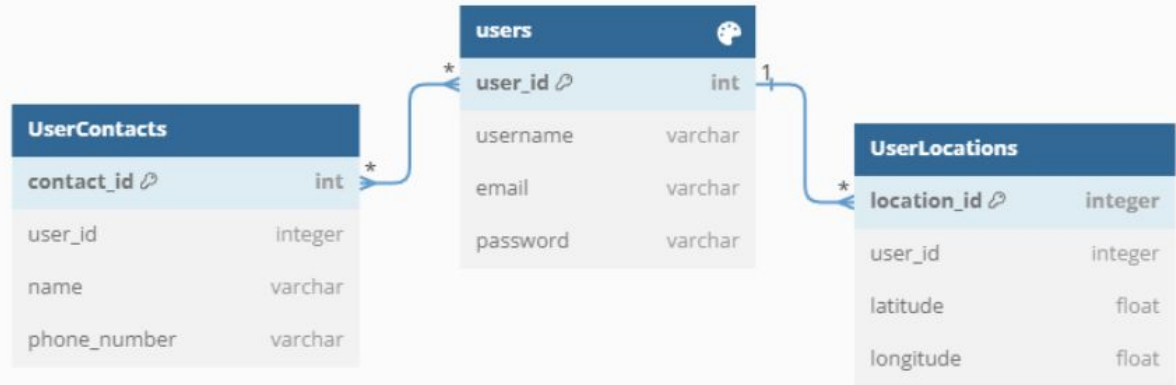 users
* user_id int 1
username varchar
email varchar
password varchar
UserContacts
contact_id int *
user_id integer
name varchar
phone_number varchar
UserLocations
* location_id integer
user_id integer
latitude float
longitude float